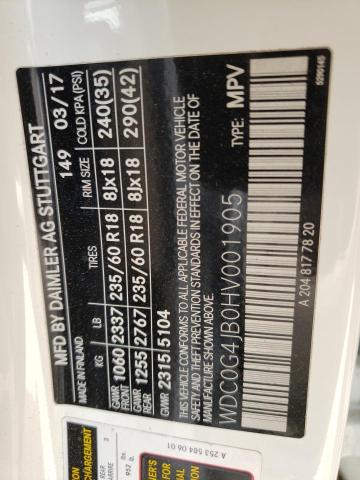 MFD BY DAIMLER AG STUTTGART
MADE IN FINLAND 149 03/17
KG LB TIRES RIM SIZE COLD KPA(PSI)
GAWR FRONT 1060 2337 235/60 R18 8Jx18 240(35)
GAWR REAR 1255 2767 235/60 R18 8Jx18 290(42)
GVWR 2315 5104
THIS VEHICLE CONFORMS TO ALL APPLICABLE FEDERAL MOTOR VEHICLE
SAFETY AND THEFT PREVENTION STANDARDS IN EFFECT ON THE DATE OF
MANUFACTURE SHOWN ABOVE.
WDC0G4JB0HV001905 TYPE: MPV
A 204 817 78 20
A 253 584 06 01
CHARGEMENT
REAR
952 lbs.